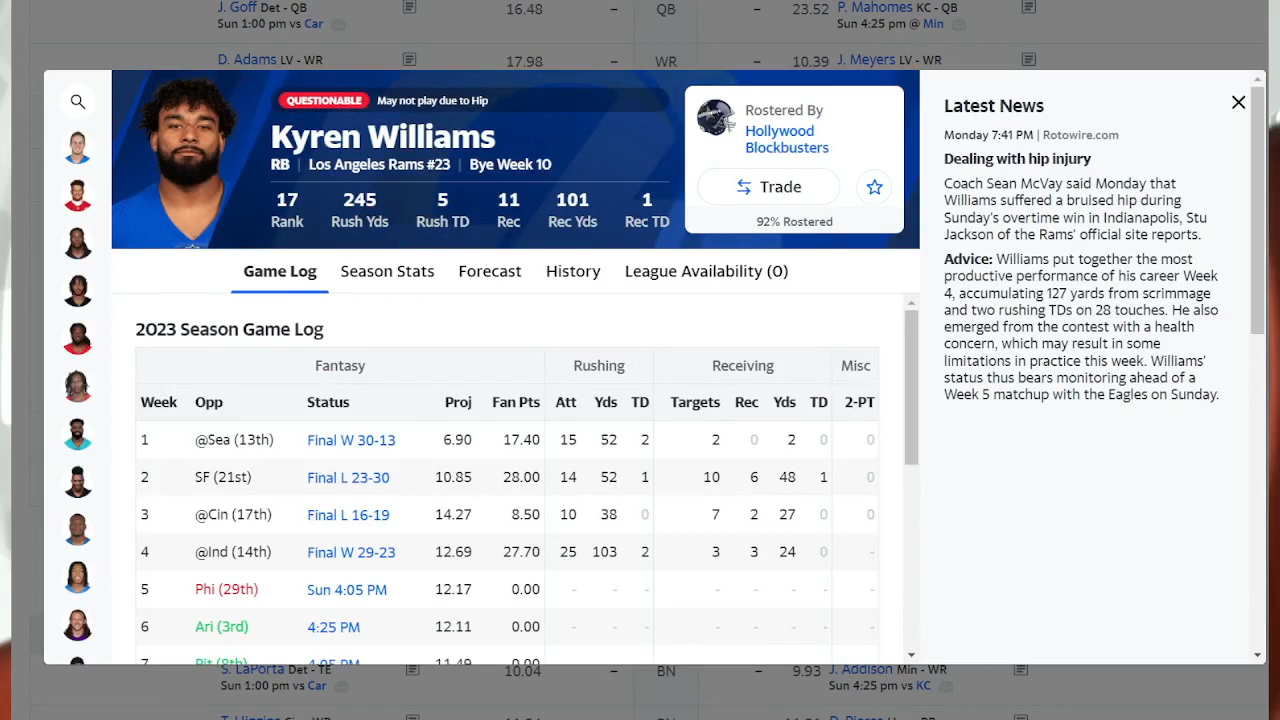 J. Goff Det - QB 16.48 – QB – 23.52 P. Mahomes KC - QB
Sun 1:00 pm vs Car Sun 4:25 pm @ Min
D. Adams LV - WR 17.98 – WR – 10.39 J. Meyers LV - WR
QUESTIONABLE May not play due to Hip
Kyren Williams
RB | Los Angeles Rams #23 | Bye Week 10
17 245 5 11 101 1
Rank Rush Yds Rush TD Rec Rec Yds Rec TD
Rostered By
Hollywood
Blockbusters
Trade
92% Rostered
Game Log Season Stats Forecast History League Availability (0)
2023 Season Game Log
Fantasy Rushing Receiving Misc
Week Opp Status Proj Fan Pts Att Yds TD Targets Rec Yds TD 2-PT
1 @Sea (13th) Final W 30-13 6.90 17.40 15 52 2 2 0 2 0 0
2 SF (21st) Final L 23-30 10.85 28.00 14 52 1 10 6 48 1 0
3 @Cin (17th) Final L 16-19 14.27 8.50 10 38 0 7 2 27 0 0
4 @Ind (14th) Final W 29-23 12.69 27.70 25 103 2 3 3 24 0 -
5 Phi (29th) Sun 4:05 PM 12.17 0.00 - - - - - - - -
6 Ari (3rd) 4:25 PM 12.11 0.00 - - - - - - - -
7 Pit (8th) 4:05 PM 11.49 0.00
Latest News
Monday 7:41 PM | Rotowire.com
Dealing with hip injury
Coach Sean McVay said Monday that
Williams suffered a bruised hip during
Sunday's overtime win in Indianapolis, Stu
Jackson of the Rams' official site reports.
Advice: Williams put together the most
productive performance of his career Week
4, accumulating 127 yards from scrimmage
and two rushing TDs on 28 touches. He also
emerged from the contest with a health
concern, which may result in some
limitations in practice this week. Williams'
status thus bears monitoring ahead of a
Week 5 matchup with the Eagles on Sunday.
S. LaPorta Det - TE 10.04 – BN – 9.93 J. Addison Min - WR
Sun 1:00 pm vs Car Sun 4:25 pm vs KC